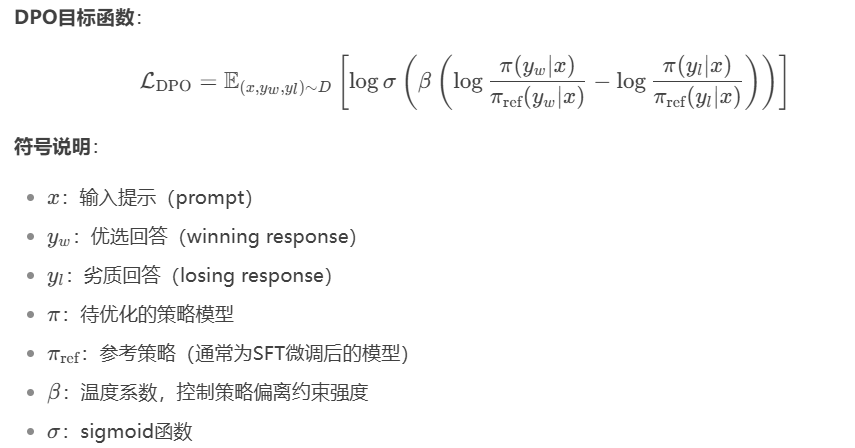 DPO目标函数：
$$\mathcal{L}_{\text{DPO}} = \mathbb{E}_{(x,y_w,y_l)\sim D}\left[\log \sigma\left(\beta\left(\log \frac{\pi(y_w|x)}{\pi_{\text{ref}}(y_w|x)} - \log \frac{\pi(y_l|x)}{\pi_{\text{ref}}(y_l|x)}\right)\right)\right]$$
符号说明：
• $x$：输入提示（prompt）
• $y_w$：优选回答（winning response）
• $y_l$：劣质回答（losing response）
• $\pi$：待优化的策略模型
• $\pi_{\text{ref}}$：参考策略（通常为SFT微调后的模型）
• $\beta$：温度系数，控制策略偏离约束强度
• $\sigma$：sigmoid函数